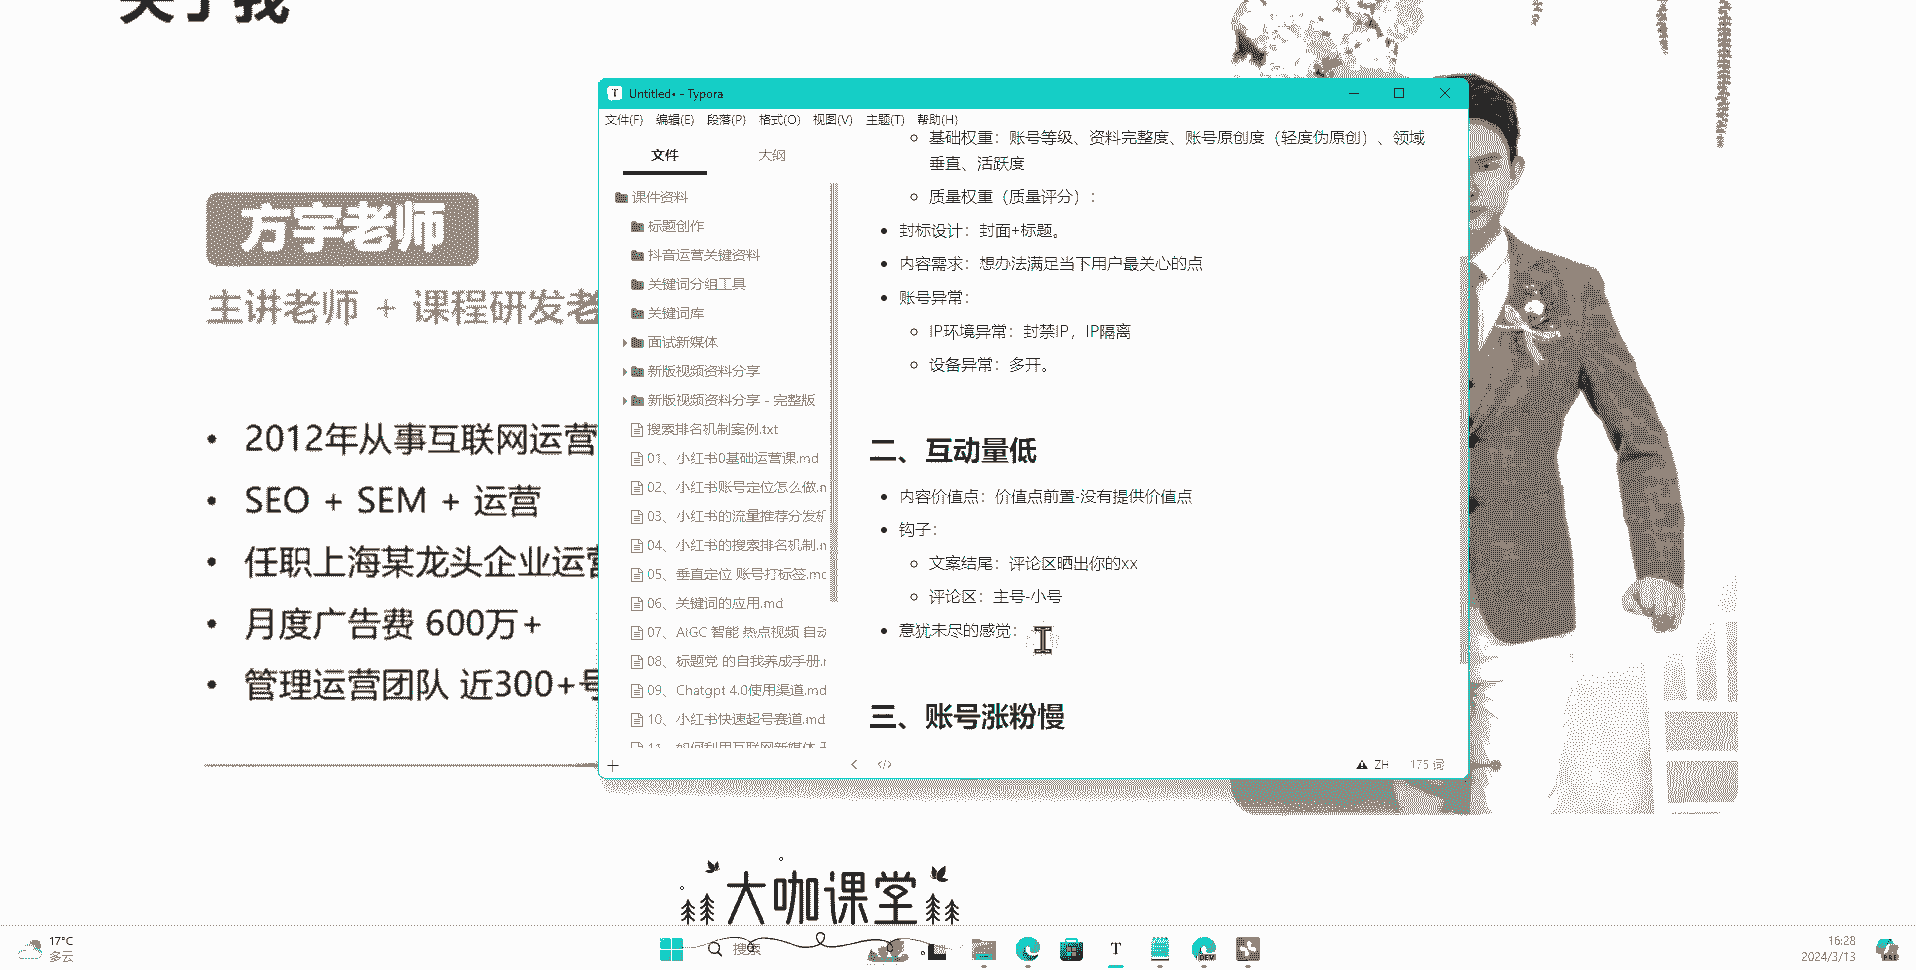 关于我
方宇老师
主讲老师 + 课程研发老
2012年从事互联网运营
SEO + SEM + 运营
任职上海某龙头企业运营
月度广告费 600万+
管理运营团队 近300+号
Untitled• - Typora
文件(F) 编辑(E) 段落(P) 格式(O) 视图(V) 主题(T) 帮助(H)
文件 大纲
课件资料
标题创作
抖音运营关键资料
关键词分组工具
关键词库
面试新媒体
新版视频资料分享
新版视频资料分享 - 完整版
搜索排名机制案例.txt
01、小红书0基础运营课.md
02、小红书账号定位怎么做.n
03、小红书的流量推荐分发机
04、小红书的搜索排名机制.n
05、垂直定位 账号打标签.mc
06、关键词的应用.md
07、AIGC 智能 热点视频 自动
08、标题党 的自我养成手册.r
09、Chatgpt 4.0使用渠道.md
10、小红书快速起号赛道.md
11、如何利用互联网新媒体
基础权重：账号等级、资料完整度、账号原创度（轻度伪原创）、领域
垂直、活跃度
质量权重（质量评分）：
封标设计：封面+标题。
内容需求：想办法满足当下用户最关心的点
账号异常：
IP环境异常：封禁IP，IP隔离
设备异常：多开。
二、互动量低
内容价值点：价值点前置-没有提供价值点
钩子：
文案结尾：评论区晒出你的xx
评论区：主号-小号
意犹未尽的感觉：
三、账号涨粉慢
ZH 175 词
大咖课堂
17°C
多云
搜索
16:28
2024/3/13